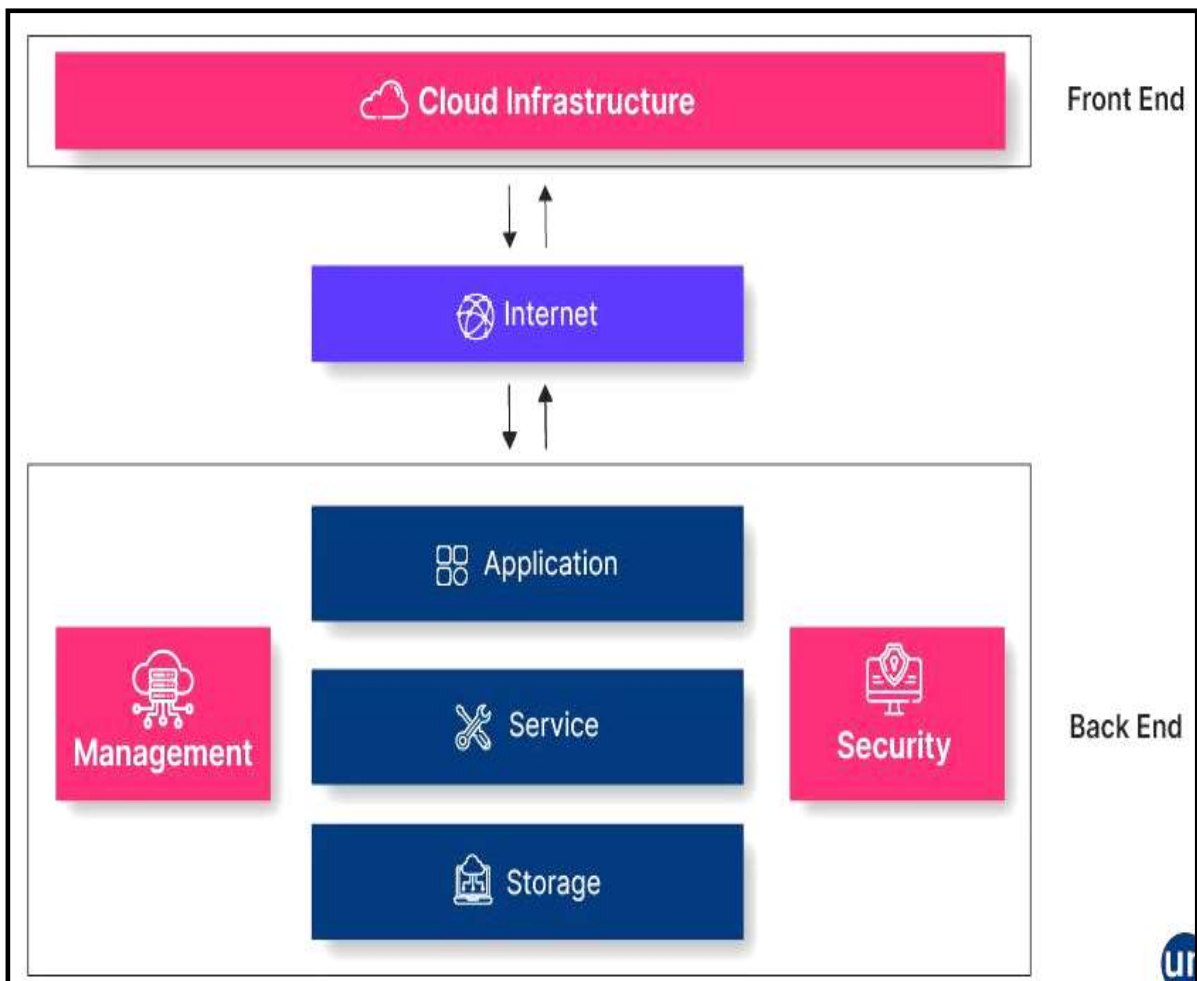 Cloud Infrastructure
Front End
Internet
Application
Management
Service
Security
Back End
Storage